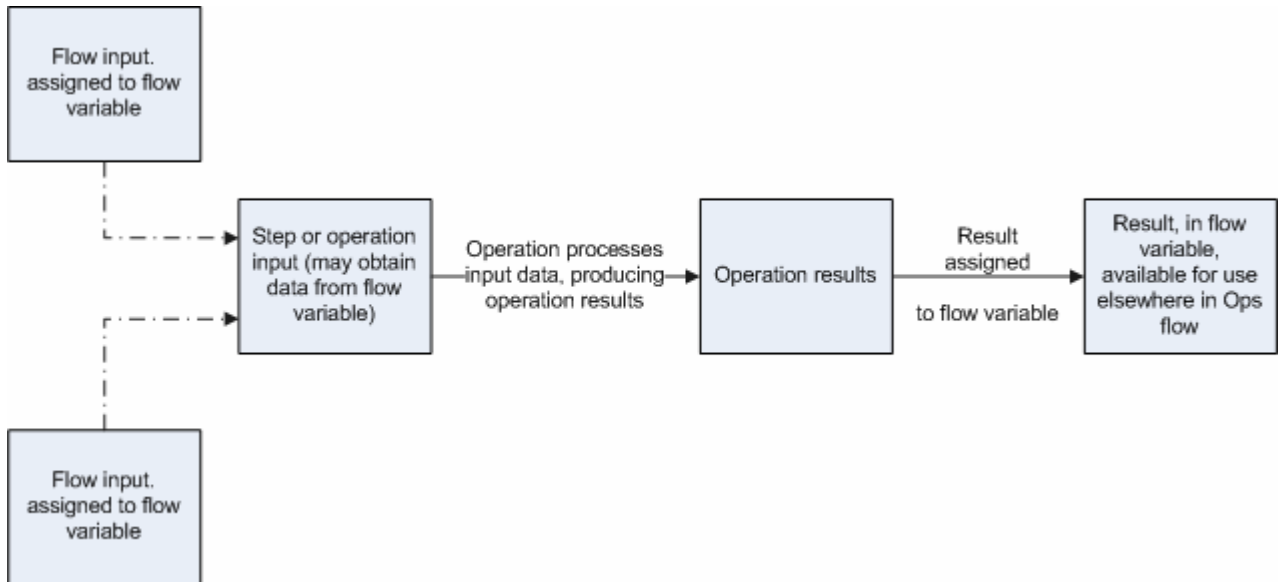 Flow input.
assigned to flow
variable
Step or operation
input (may obtain
data from flow
variable)
Operation processes
input data, producing
operation results
Operation results
Result
assigned
to flow variable
Result, in flow
variable,
available for use
elsewhere in Ops
flow
Flow input.
assigned to flow
variable